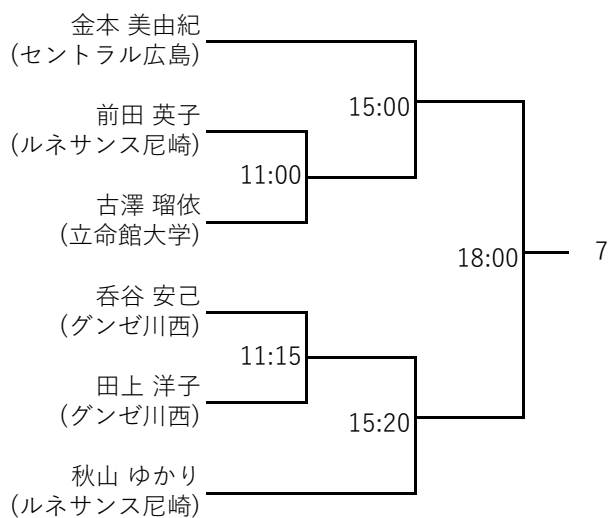 金本 美由紀
(セントラル広島)
15:00
前田 英子
(ルネサンス尼崎)
11:00
古澤 瑠依
(立命館大学)
18:00
7
呑谷 安己
(グンゼ川西)
11:15
田上 洋子
(グンゼ川西)
15:20
秋山 ゆかり
(ルネサンス尼崎)